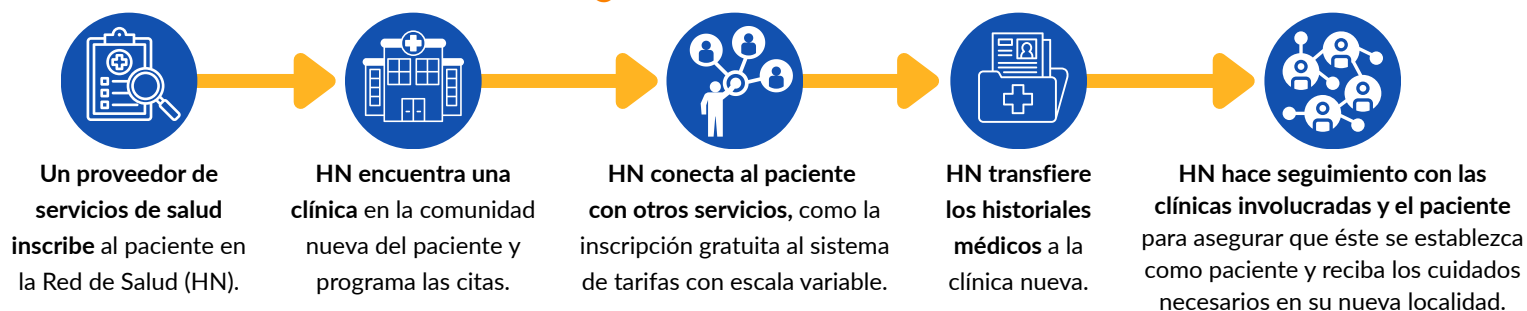 Un proveedor de
servicios de salud
inscribe al paciente en
la Red de Salud (HN).
HN encuentra una
clínica en la comunidad
nueva del paciente y
programa las citas.
HN conecta al paciente
con otros servicios, como la
inscripción gratuita al sistema
de tarifas con escala variable.
HN transfiere
los historiales
médicos a la
clínica nueva.
HN hace seguimiento con las
clínicas involucradas y el paciente
para asegurar que éste se establezca
como paciente y reciba los cuidados
necesarios en su nueva localidad.